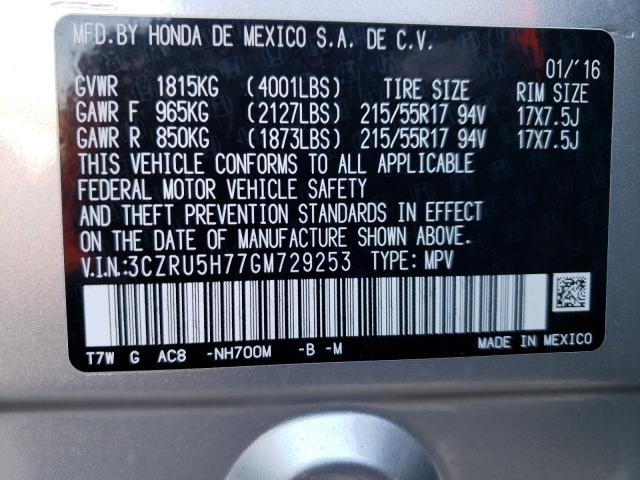 MFD.BY HONDA DE MEXICO S.A. DE C.V.
01/'16
GVWR 1815KG (4001LBS) TIRE SIZE RIM SIZE
GAWR F 965KG (2127LBS) 215/55R17 94V 17X7.5J
GAWR R 850KG (1873LBS) 215/55R17 94V 17X7.5J
THIS VEHICLE CONFORMS TO ALL APPLICABLE
FEDERAL MOTOR VEHICLE SAFETY
AND THEFT PREVENTION STANDARDS IN EFFECT
ON THE DATE OF MANUFACTURE SHOWN ABOVE.
V.I.N.:3CZRU5H77GM729253 TYPE: MPV
T7W G AC8 -NH700M -B -M MADE IN MEXICO